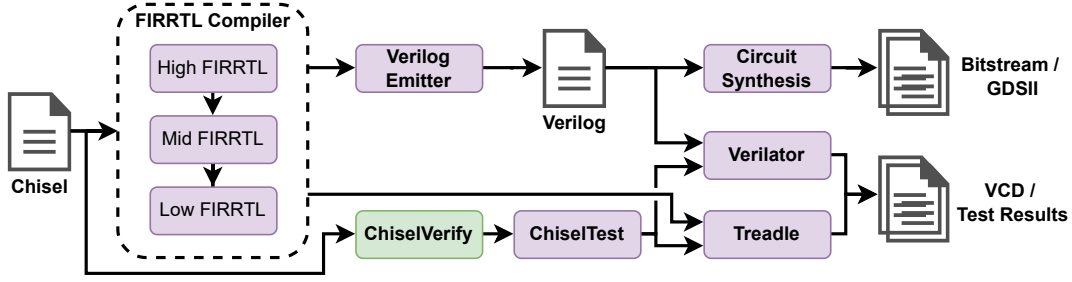 FIRRTL Compiler
High FIRRTL
Mid FIRRTL
Low FIRRTL
Chisel
Verilog
Emitter
Verilog
Circuit
Synthesis
Bitstream /
GDSII
Verilator
ChiselVerify
ChiselTest
Treadle
VCD /
Test Results